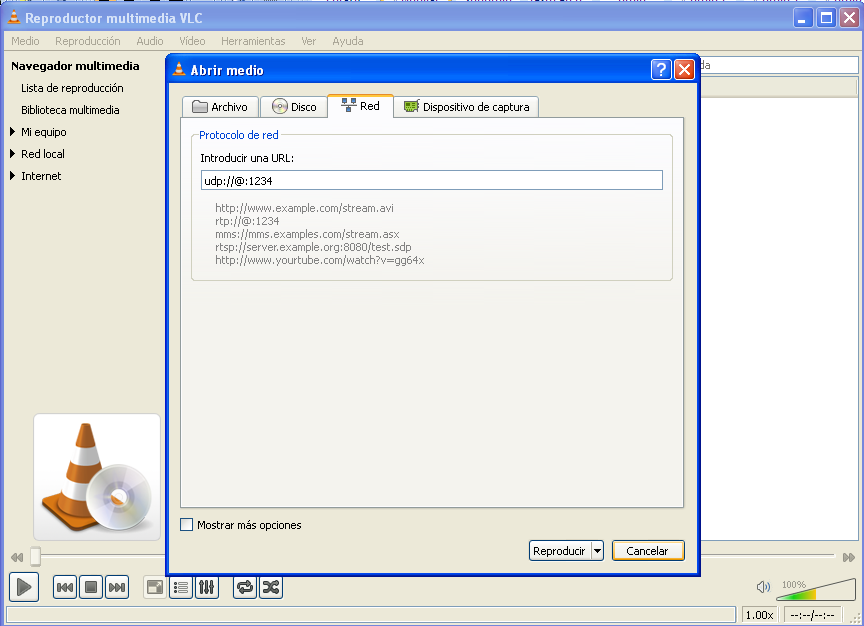 Reproductor multimedia VLC
Medio Reproducción Audio Vídeo Herramientas Ver Ayuda
Navegador multimedia
Lista de reproducción
Biblioteca multimedia
Mi equipo
Red local
Internet
Abrir medio
Archivo Disco Red Dispositivo de captura
Protocolo de red
Introducir una URL:
udp://@:1234
http://www.example.com/stream.avi
rtp://@:1234
mms://mms.examples.com/stream.asx
rtsp://server.example.org:8080/test.sdp
http://www.yourtube.com/watch?v=gg64x
Mostrar más opciones
Reproducir Cancelar
100%
1.00x --:--/--:--